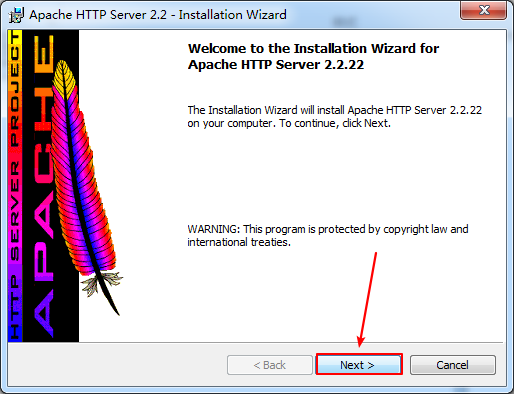 Apache HTTP Server 2.2 - Installation Wizard
HTTP SERVER PROJECT
APACHE
Welcome to the Installation Wizard for
Apache HTTP Server 2.2.22
The Installation Wizard will install Apache HTTP Server 2.2.22
on your computer. To continue, click Next.
WARNING: This program is protected by copyright law and
international treaties.
< Back
Next >
Cancel